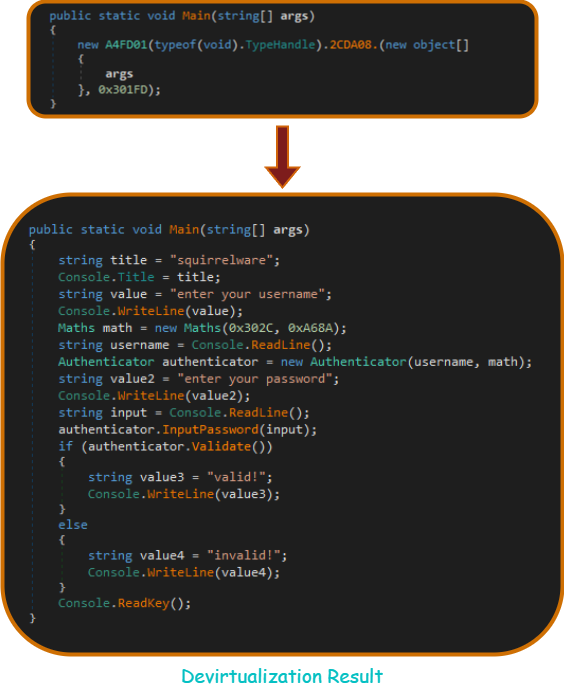 public static void Main(string[] args)
{
new A4FD01(typeof(void).TypeHandle).2CDA08.(new object[]
{
args
}, 0x301FD);
}
public static void Main(string[] args)
{
string title = "squirrelware";
Console.Title = title;
string value = "enter your username";
Console.WriteLine(value);
Maths math = new Maths(0x302C, 0xA68A);
string username = Console.ReadLine();
Authenticator authenticator = new Authenticator(username, math);
string value2 = "enter your password";
Console.WriteLine(value2);
string input = Console.ReadLine();
authenticator.InputPassword(input);
if (authenticator.Validate())
{
string value3 = "valid!";
Console.WriteLine(value3);
}
else
{
string value4 = "invalid!";
Console.WriteLine(value4);
}
Console.ReadKey();
}
Devirtualization Result